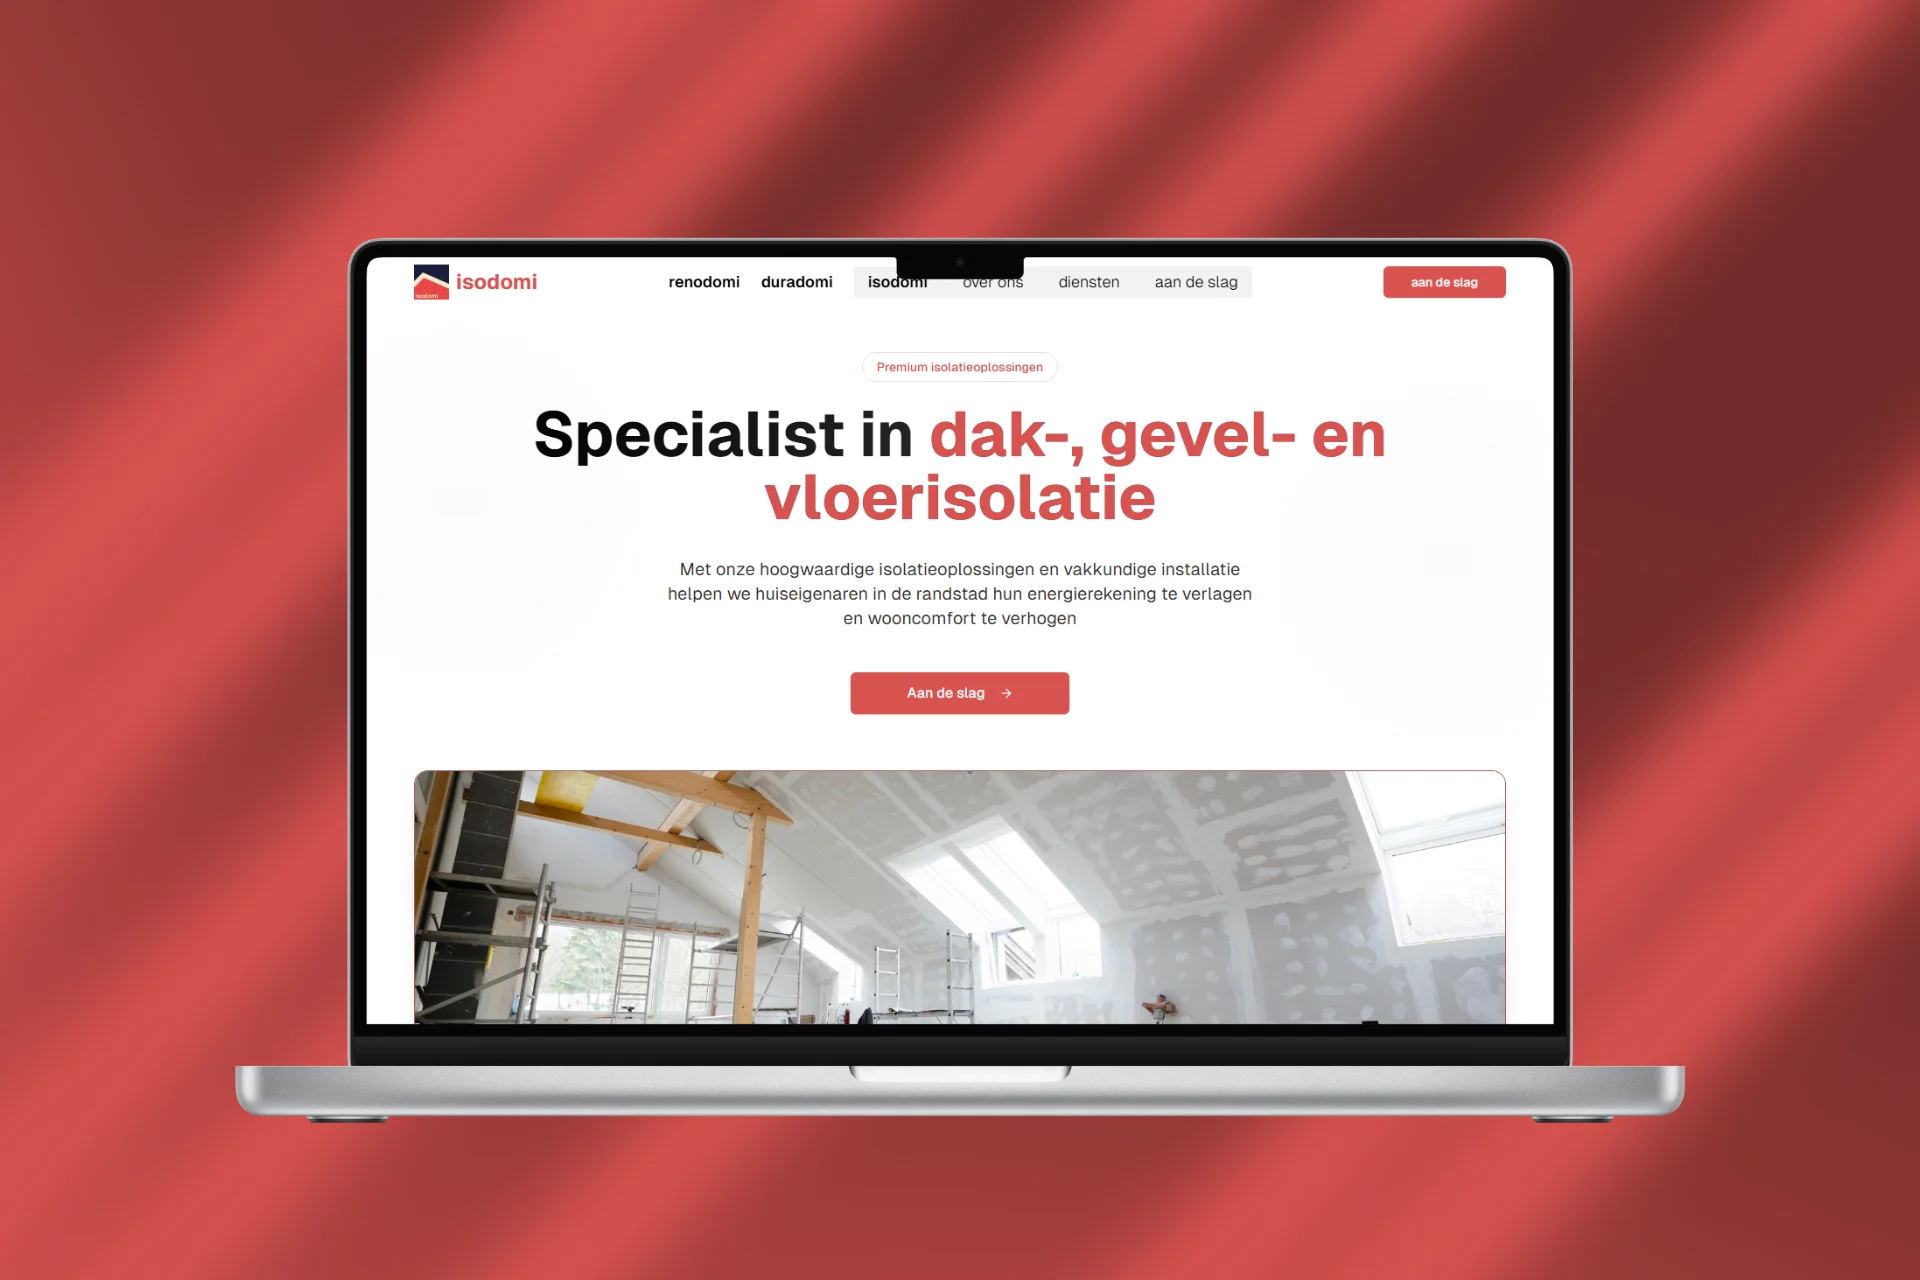 isodomi
isodomi
renodomi duradomi isodomi over ons diensten aan de slag
aan de slag
Premium isolatieoplossingen
Specialist in dak-, gevel- en
vloerisolatie
Met onze hoogwaardige isolatieoplossingen en vakkundige installatie
helpen we huiseigenaren in de randstad hun energierekening te verlagen
en wooncomfort te verhogen
Aan de slag →